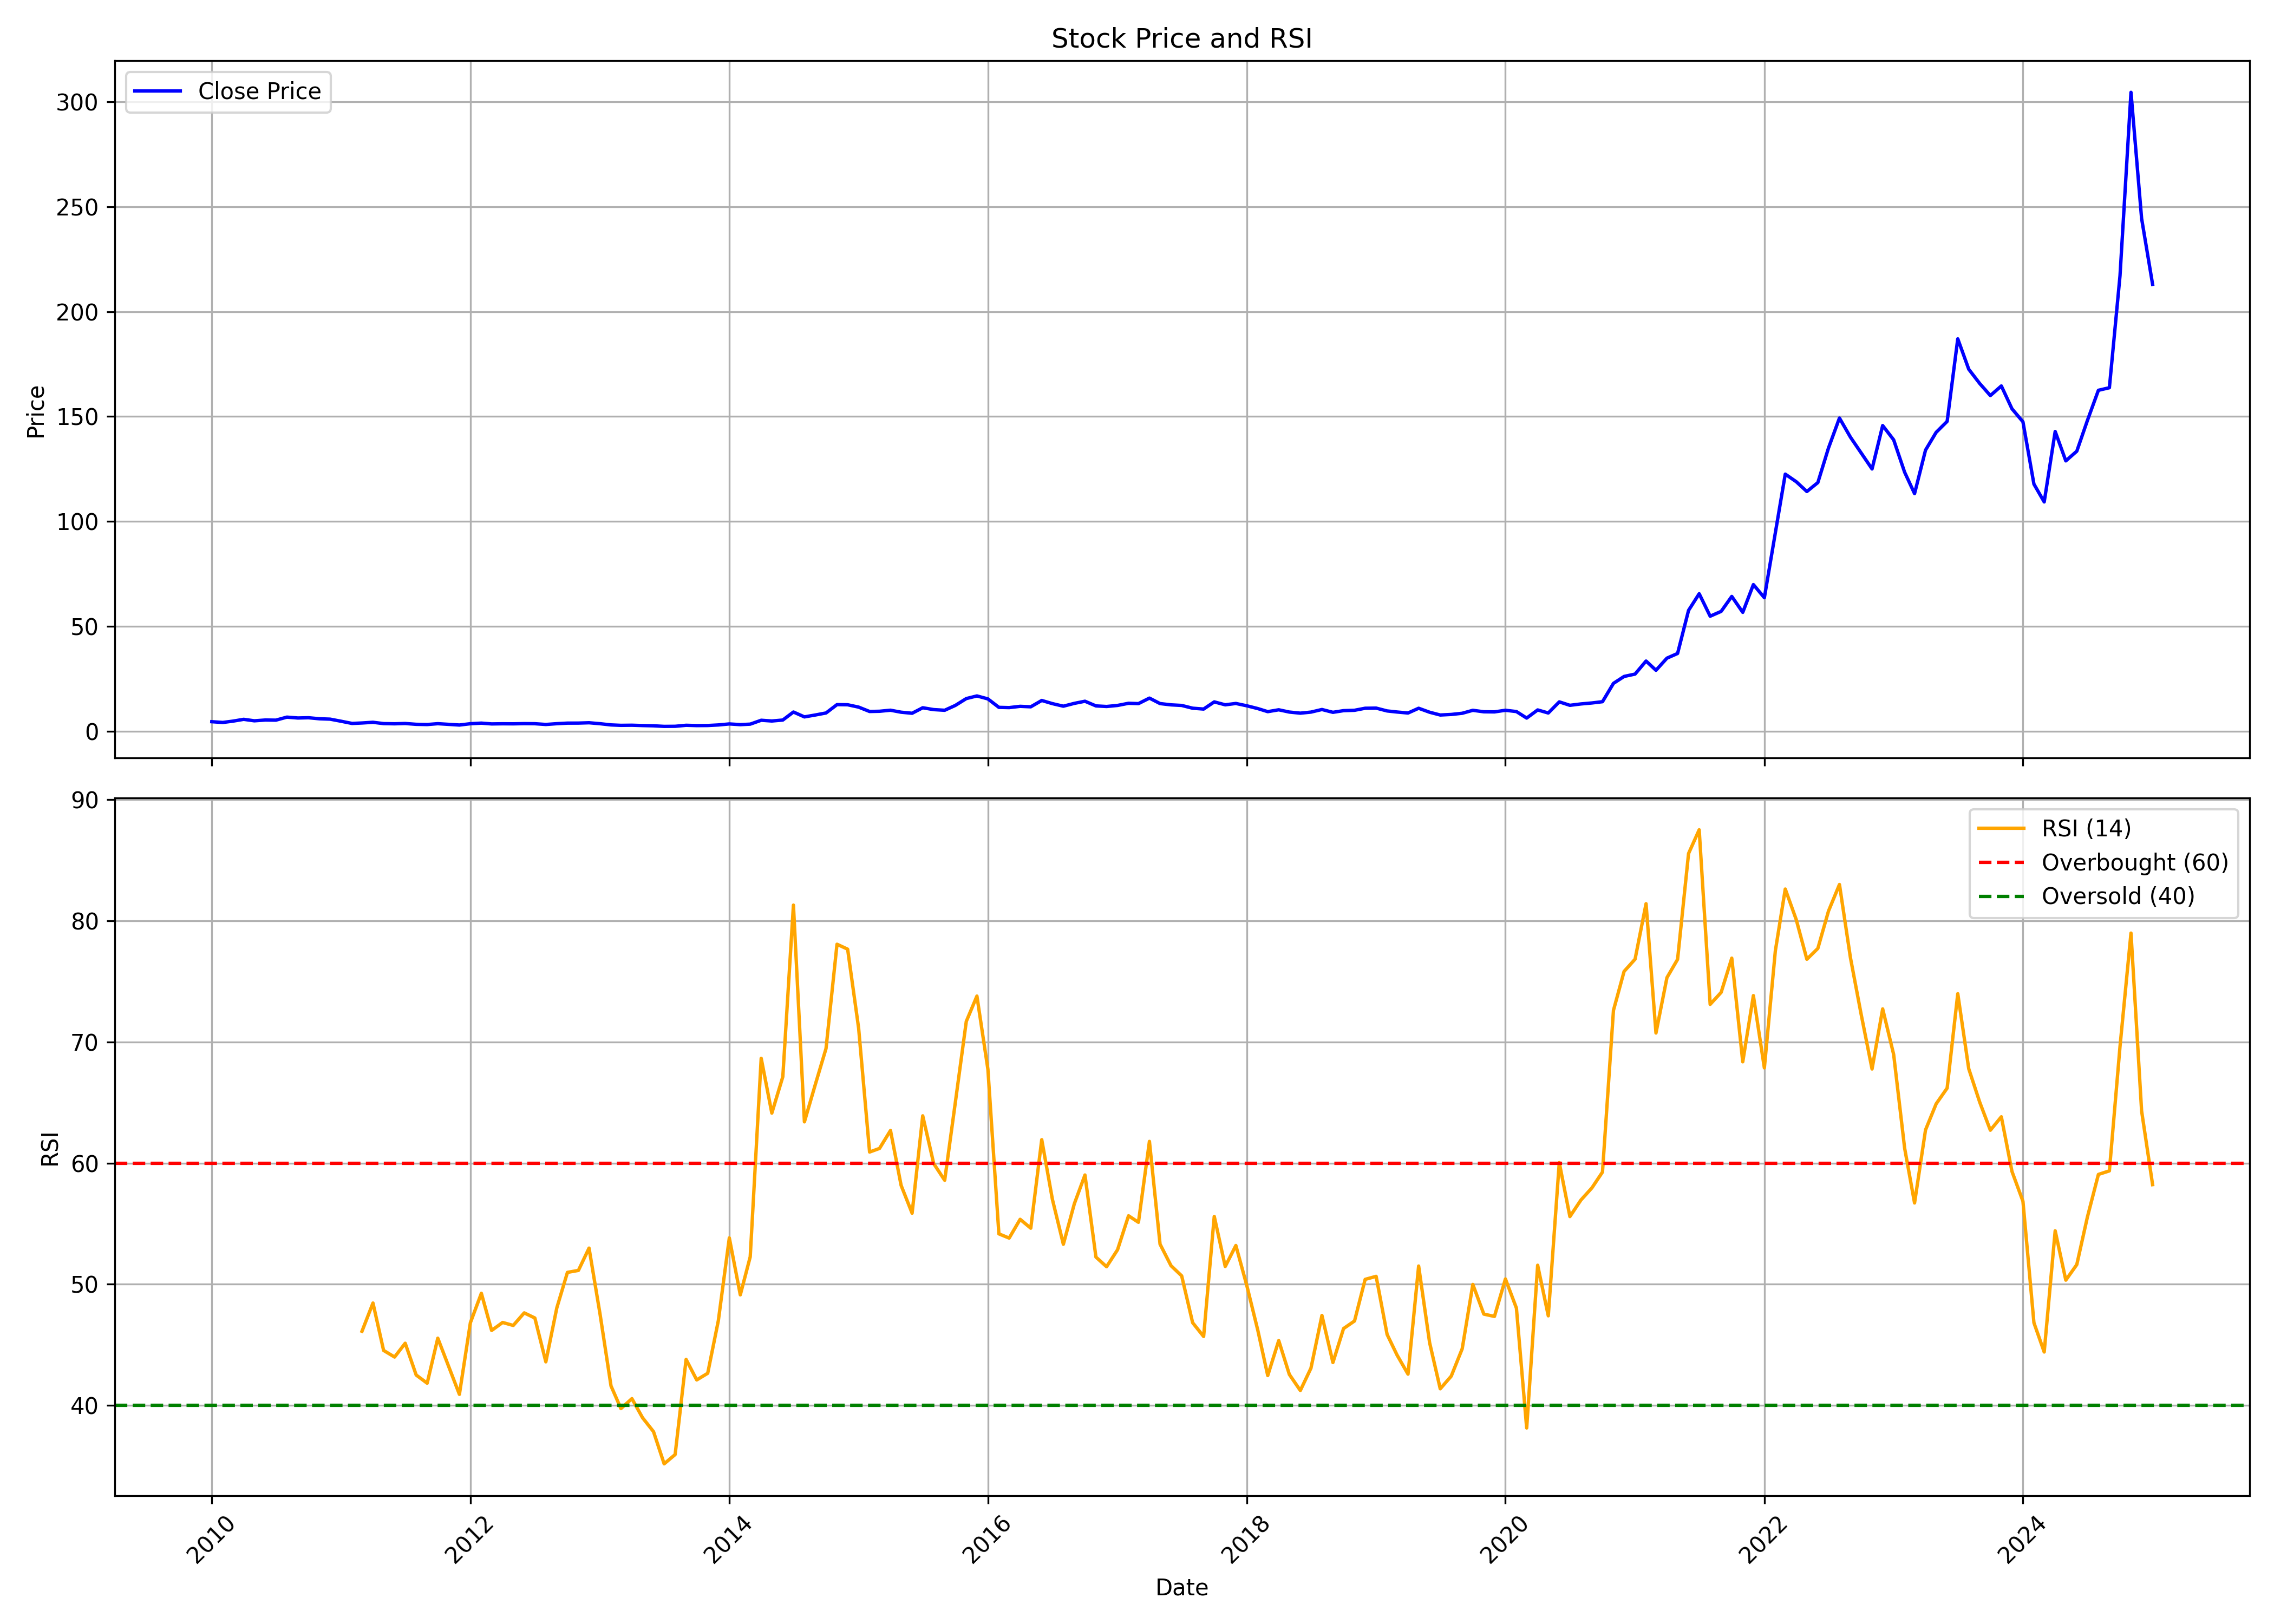 Stock Price and RSI
Close Price
300
250
200
150
100
50
0
Price
90
80
70
60
50
40
RSI
RSI (14)
Overbought (60)
Oversold (40)
2010
2012
2014
2016
2018
2020
2022
2024
Date